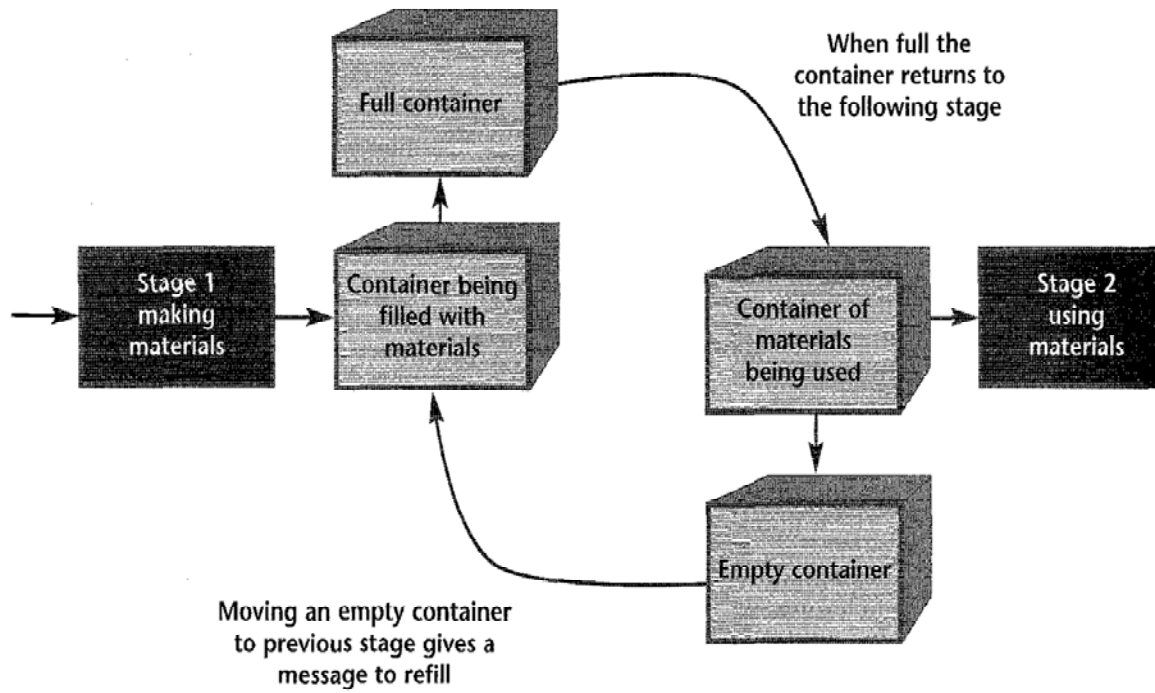 Full container
When full the
container returns to
the following stage
Stage 1
making
materials
Container being
filled with
materials
Container of
materials
being used
Stage 2
using
materials
Empty container
Moving an empty container
to previous stage gives a
message to refill